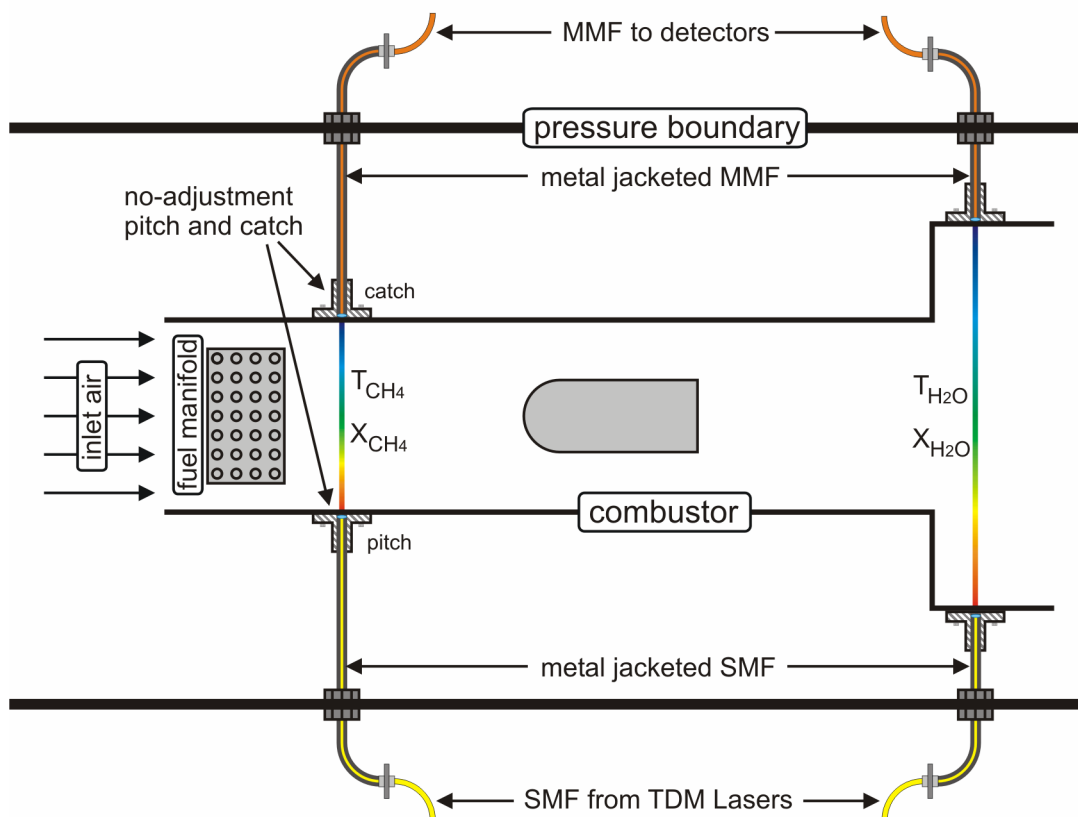 MMF to detectors
pressure boundary
metal jacketed MMF
no-adjustment
pitch and catch
catch
inlet air
fuel manifold
TCH4
XCH4
TH2O
XH2O
combustor
pitch
metal jacketed SMF
SMF from TDM Lasers